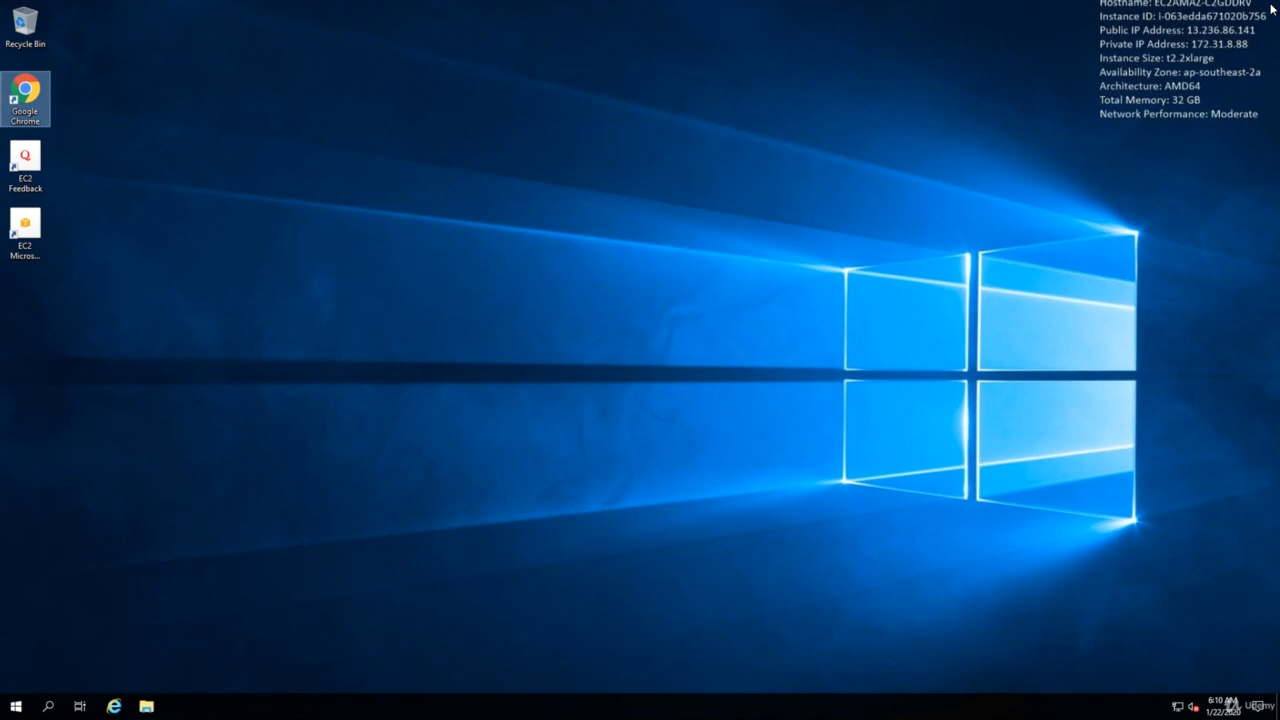 Hostname: EC2AMAZ-C2GDDRV
Instance ID: i-063edda671020b756
Public IP Address: 13.236.86.141
Private IP Address: 172.31.8.88
Instance Size: t2.2xlarge
Availability Zone: ap-southeast-2a
Architecture: AMD64
Total Memory: 32 GB
Network Performance: Moderate
Recycle Bin
Google
Chrome
EC2
Feedback
EC2
Micros...
6:10 AM
1/22/2020
Udemy